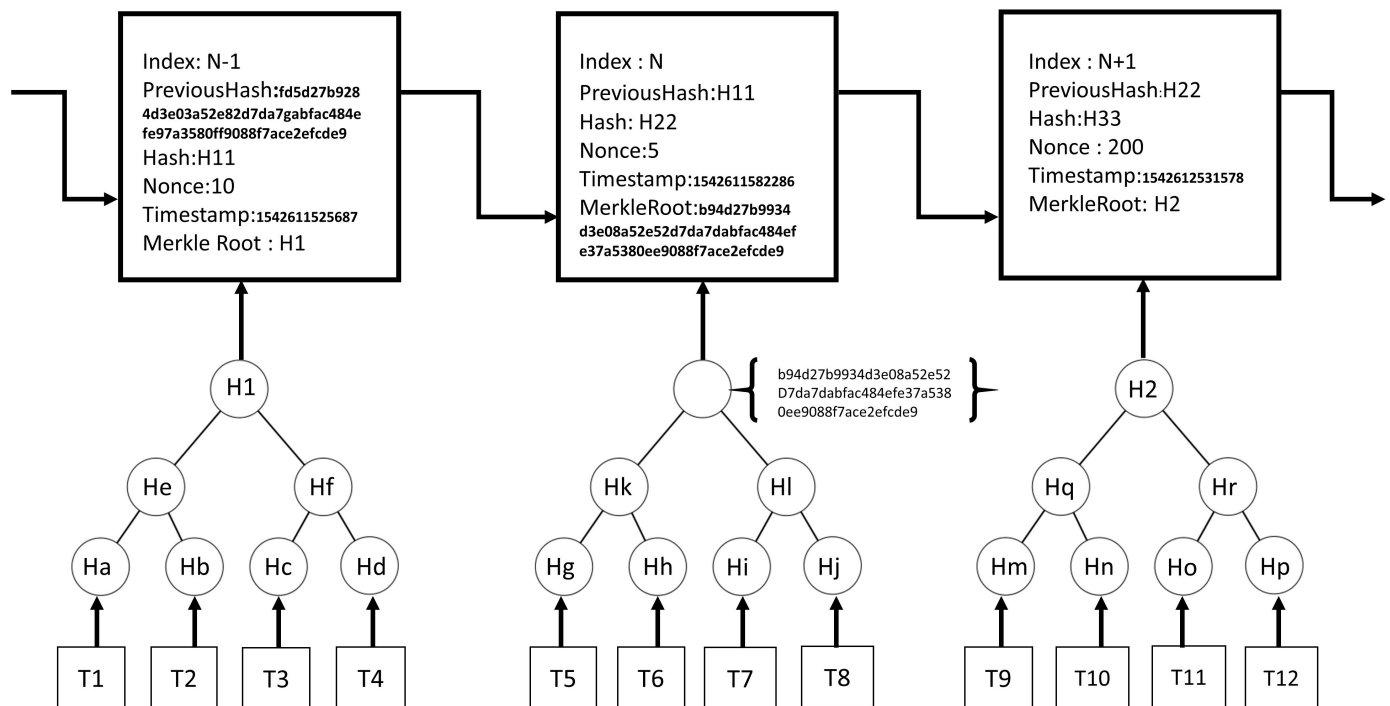 Index: N-1
PreviousHash:fd5d27b928
4d3e03a52e82d7da7gabfac484e
fe97a3580ff9088f7ace2efcde9
Hash:H11
Nonce:10
Timestamp:1542611525687
Merkle Root : H1
Index : N
PreviousHash:H11
Hash: H22
Nonce:5
Timestamp:1542611582286
MerkleRoot:b94d27b9934
d3e08a52e52d7da7dabfac484ef
e37a5380ee9088f7ace2efcde9
Index : N+1
PreviousHash:H22
Hash:H33
Nonce : 200
Timestamp:1542612531578
MerkleRoot: H2
H1
b94d27b9934d3e08a52e52
D7da7dabfac484efe37a538
0ee9088f7ace2efcde9
H2
He Hf Hk Hl Hq Hr
Ha Hb Hc Hd Hg Hh Hi Hj Hm Hn Ho Hp
T1 T2 T3 T4 T5 T6 T7 T8 T9 T10 T11 T12